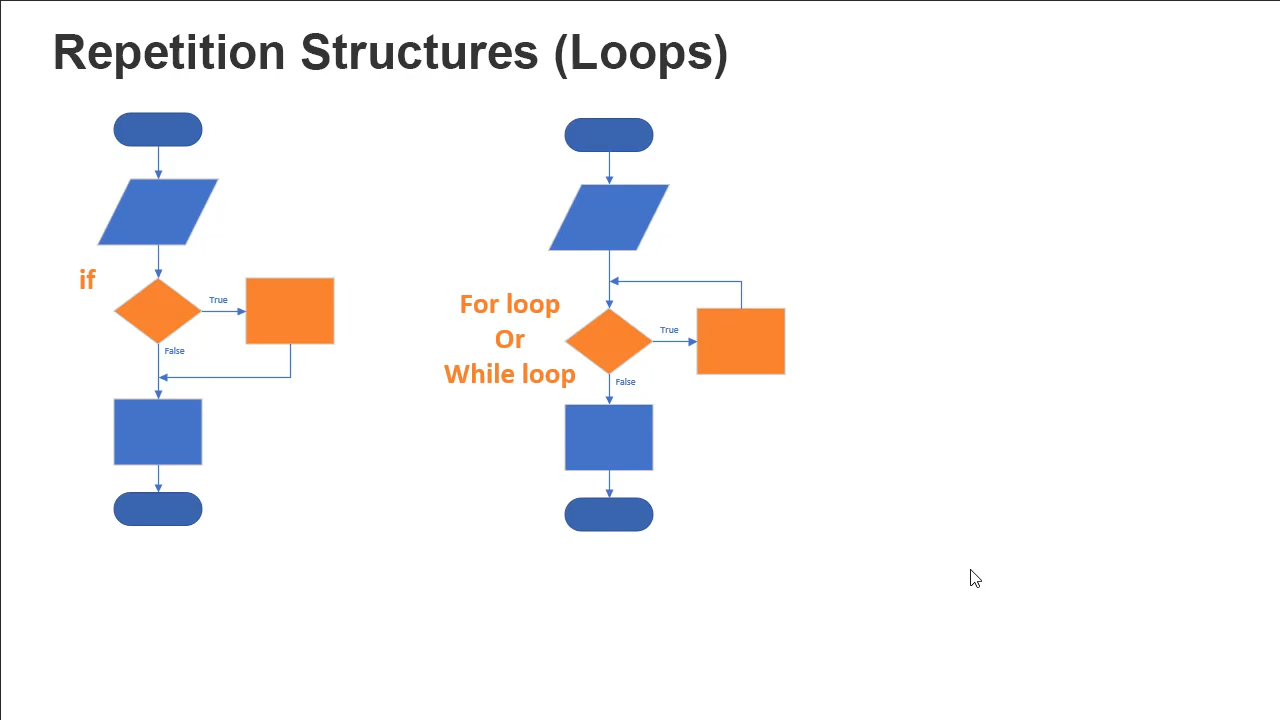 Repetition Structures (Loops)
if
True
False
For loop
Or
While loop
True
False